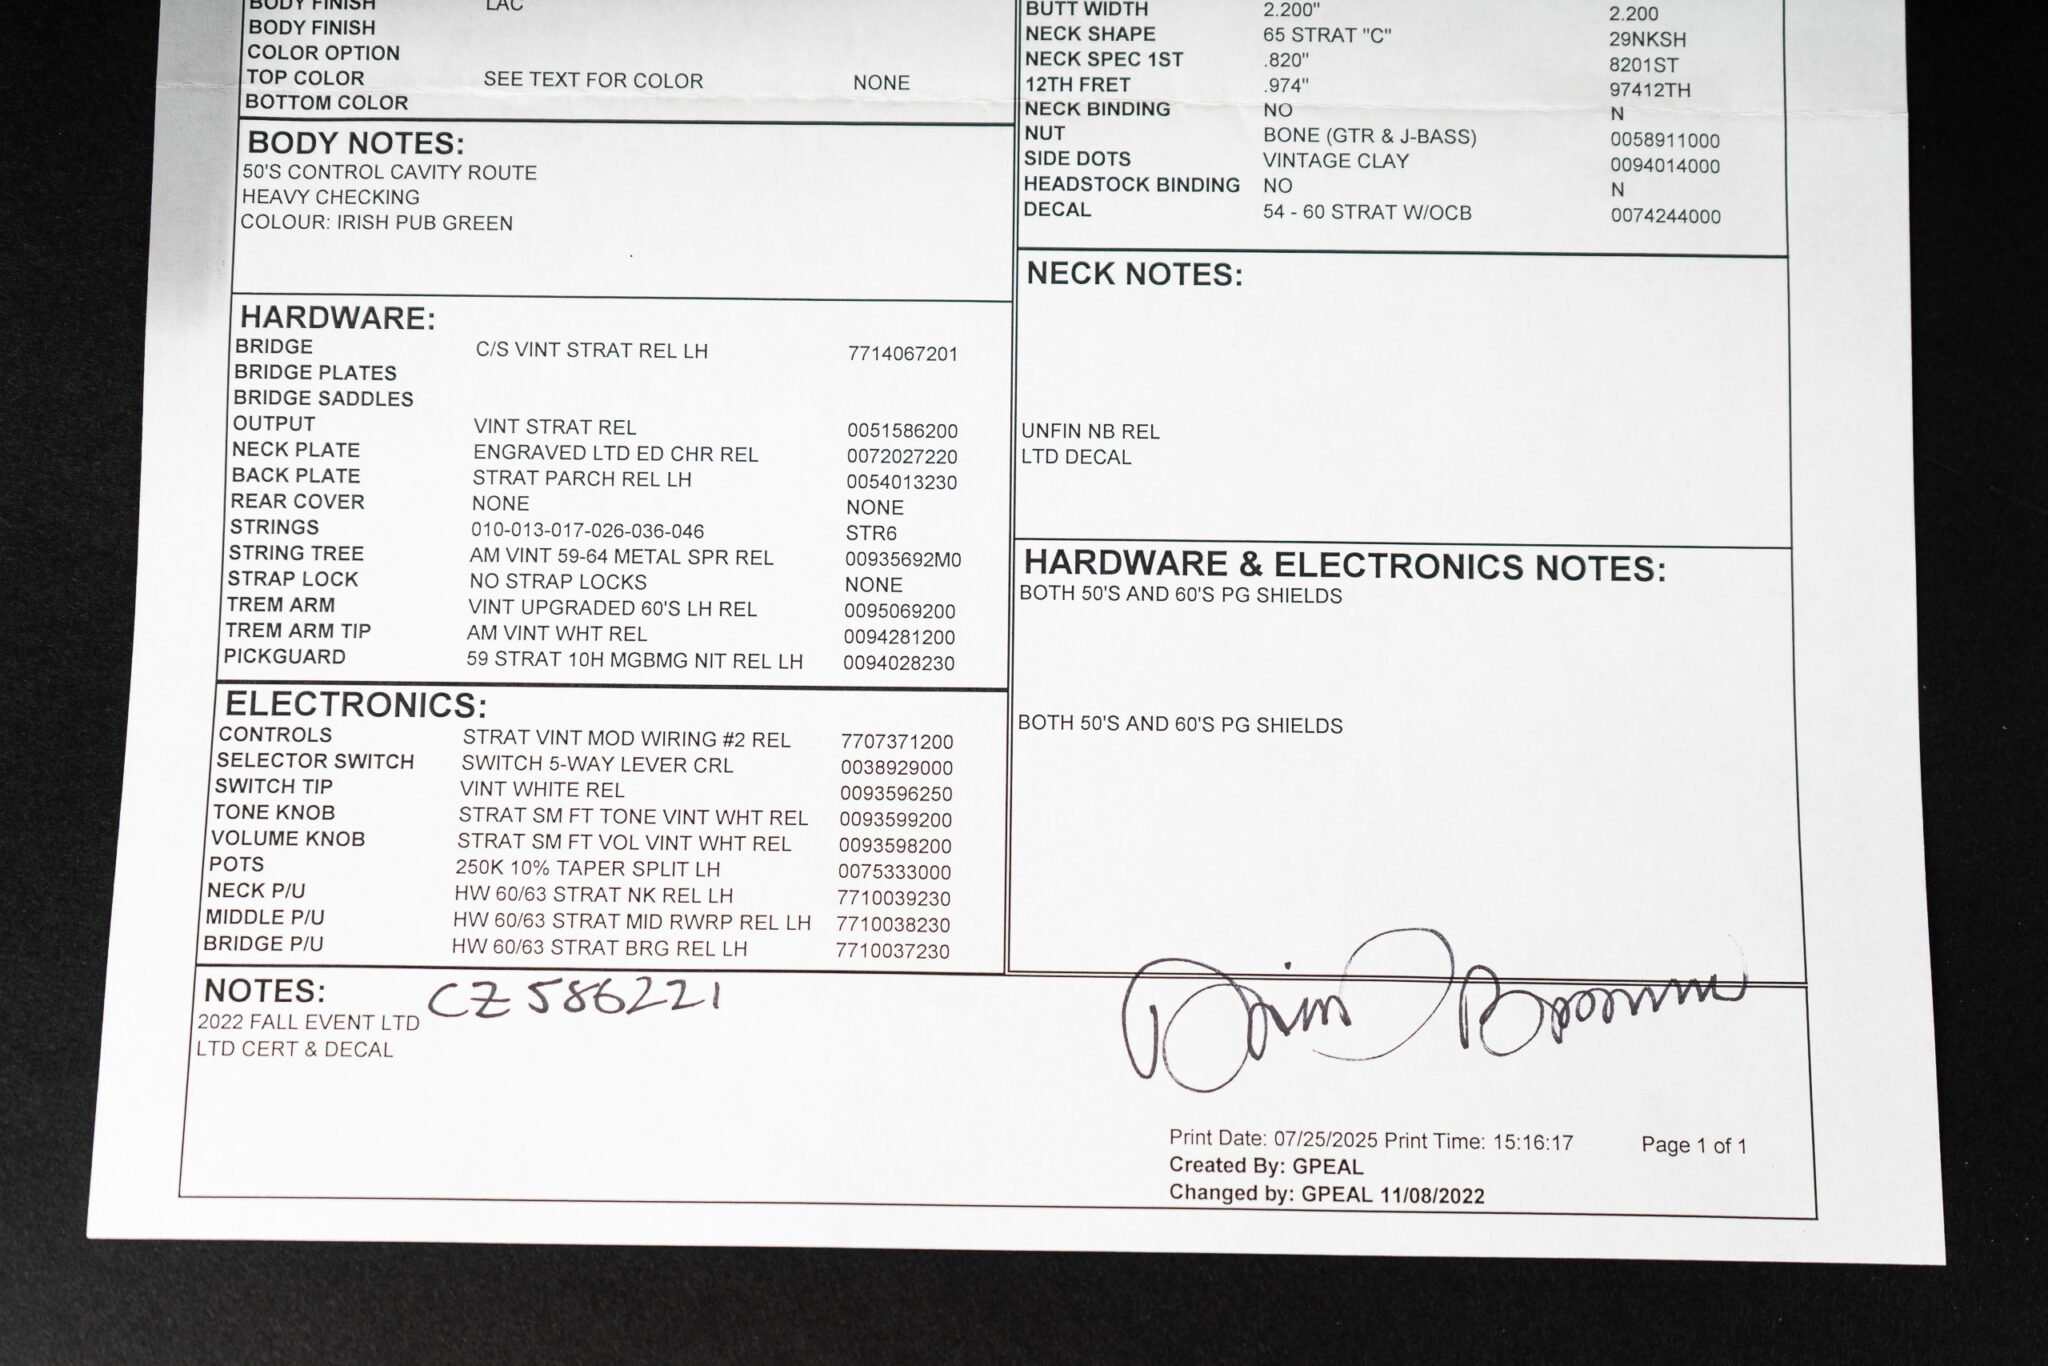 BODY FINISH LAC
BODY FINISH
COLOR OPTION
TOP COLOR SEE TEXT FOR COLOR NONE
BOTTOM COLOR
BODY NOTES:
50'S CONTROL CAVITY ROUTE
HEAVY CHECKING
COLOUR: IRISH PUB GREEN
HARDWARE:
BRIDGE C/S VINT STRAT REL LH 7714067201
BRIDGE PLATES
BRIDGE SADDLES
OUTPUT VINT STRAT REL 0051586200
NECK PLATE ENGRAVED LTD ED CHR REL 0072027220
BACK PLATE STRAT PARCH REL LH 0054013230
REAR COVER NONE NONE
STRINGS 010-013-017-026-036-046 STR6
STRING TREE AM VINT 59-64 METAL SPR REL 00935692M0
STRAP LOCK NO STRAP LOCKS NONE
TREM ARM VINT UPGRADED 60'S LH REL 0095069200
TREM ARM TIP AM VINT WHT REL 0094281200
PICKGUARD 59 STRAT 10H MGBMG NIT REL LH 0094028230
ELECTRONICS:
CONTROLS STRAT VINT MOD WIRING #2 REL 7707371200
SELECTOR SWITCH SWITCH 5-WAY LEVER CRL 0038929000
SWITCH TIP VINT WHITE REL 0093596250
TONE KNOB STRAT SM FT TONE VINT WHT REL 0093599200
VOLUME KNOB STRAT SM FT VOL VINT WHT REL 0093598200
POTS 250K 10% TAPER SPLIT LH 0075333000
NECK P/U HW 60/63 STRAT NK REL LH 7710039230
MIDDLE P/U HW 60/63 STRAT MID RWRP REL LH 7710038230
BRIDGE P/U HW 60/63 STRAT BRG REL LH 7710037230
BUTT WIDTH 2.200" 2.200
NECK SHAPE 65 STRAT "C" 29NKSH
NECK SPEC 1ST .820" 8201ST
12TH FRET .974" 97412TH
NECK BINDING NO N
NUT BONE (GTR & J-BASS) 0058911000
SIDE DOTS VINTAGE CLAY 0094014000
HEADSTOCK BINDING NO N
DECAL 54 - 60 STRAT W/OCB 0074244000
NECK NOTES:
UNFIN NB REL
LTD DECAL
HARDWARE & ELECTRONICS NOTES:
BOTH 50'S AND 60'S PG SHIELDS
BOTH 50'S AND 60'S PG SHIELDS
NOTES: CZ586221
2022 FALL EVENT LTD
LTD CERT & DECAL
Print Date: 07/25/2025 Print Time: 15:16:17 Page 1 of 1
Created By: GPEAL
Changed by: GPEAL 11/08/2022